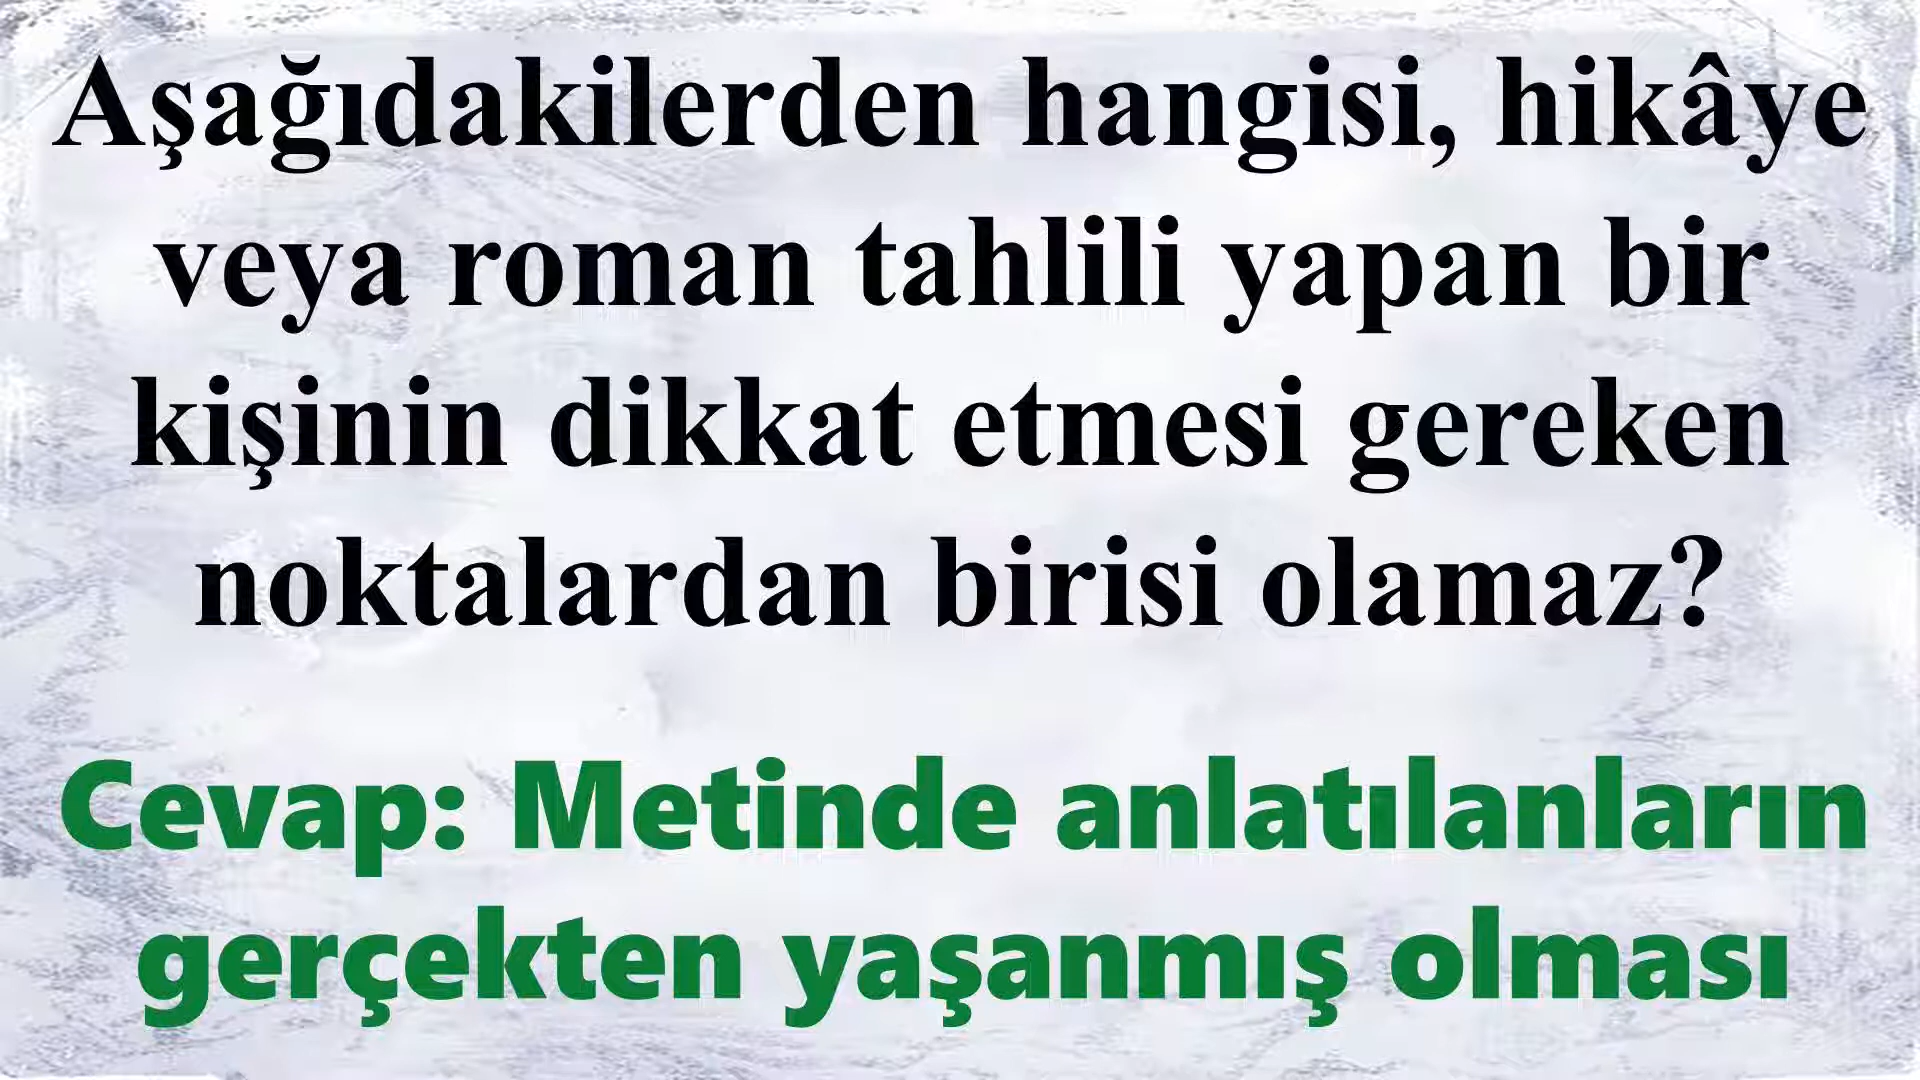 Aşağıdakilerden hangisi, hikâye
veya roman tahlili yapan bir
kişinin dikkat etmesi gereken
noktalardan birisi olamaz?
Cevap: Metinde anlatılanların
gerçekten yaşanmış olması